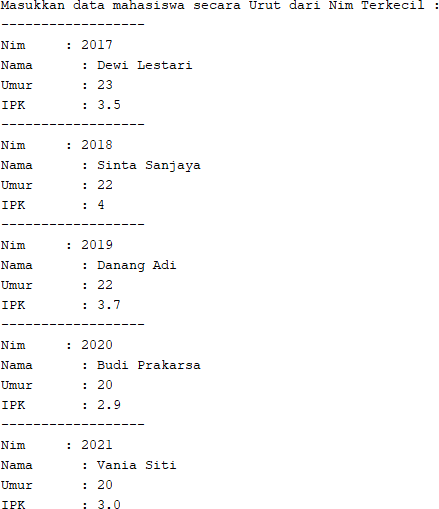 Masukkan data mahasiswa secara Urut dari Nim Terkecil :
------------------
Nim     : 2017
Nama      : Dewi Lestari
Umur      : 23
IPK       : 3.5
------------------
Nim     : 2018
Nama      : Sinta Sanjaya
Umur      : 22
IPK       : 4
------------------
Nim     : 2019
Nama      : Danang Adi
Umur      : 22
IPK       : 3.7
------------------
Nim     : 2020
Nama      : Budi Prakarsa
Umur      : 20
IPK       : 2.9
------------------
Nim     : 2021
Nama      : Vania Siti
Umur      : 20
IPK       : 3.0